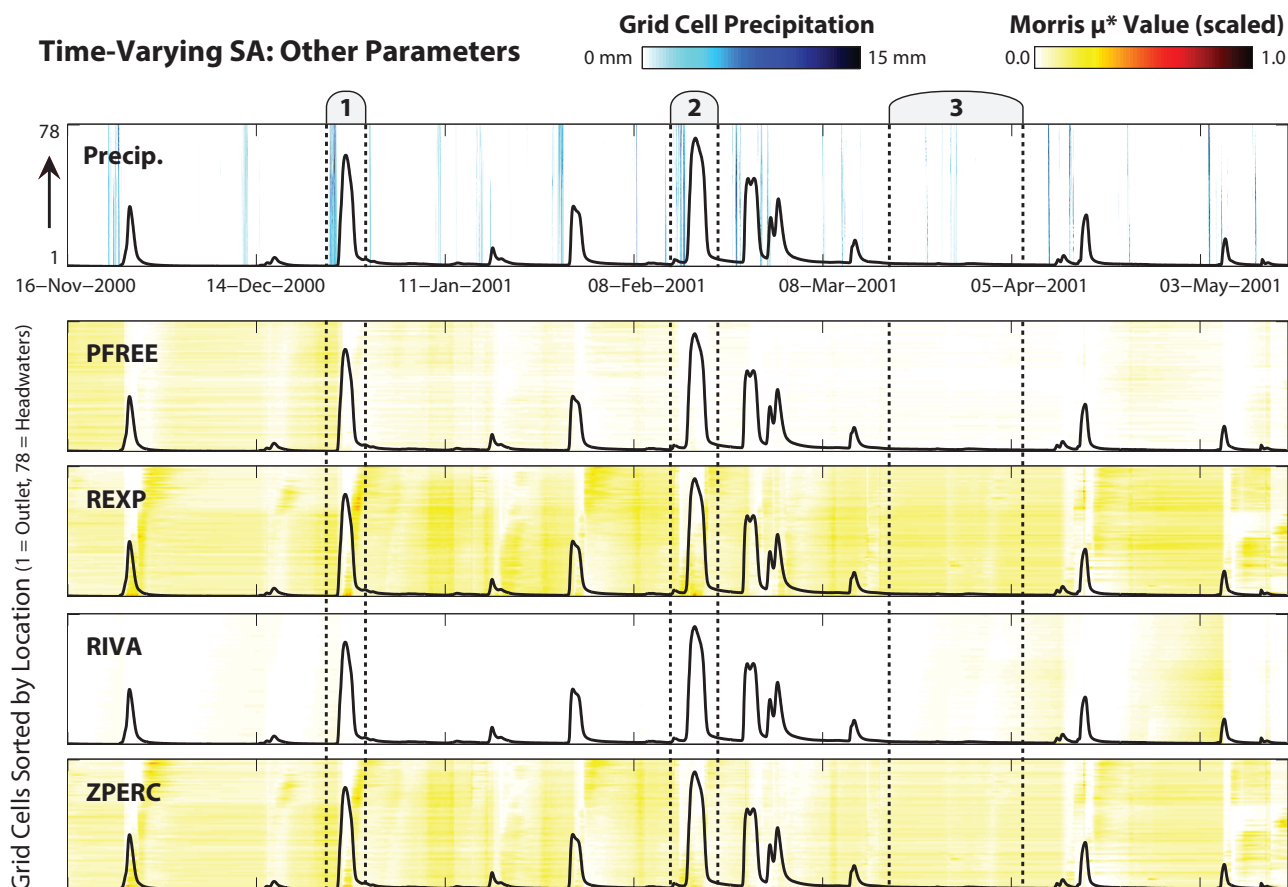 Time-Varying SA: Other Parameters
Grid Cell Precipitation
0 mm 15 mm
Morris μ* Value (scaled)
0.0 1.0
1 2 3
78
Precip.
1
16–Nov–2000 14–Dec–2000 11–Jan–2001 08–Feb–2001 08–Mar–2001 05–Apr–2001 03–May–2001
Grid Cells Sorted by Location (1 = Outlet, 78 = Headwaters)
PFREE
REXP
RIVA
ZPERC